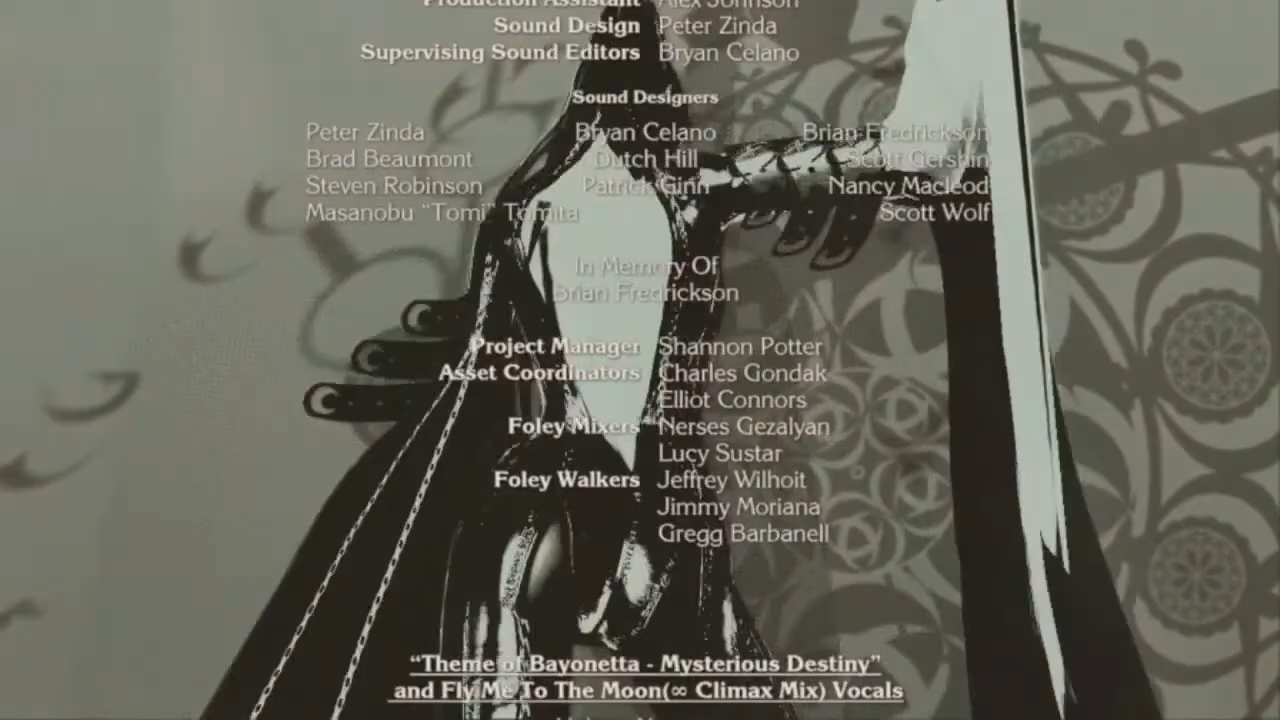 Production Assistant Alex Johnson
Sound Design Peter Zinda
Supervising Sound Editors Bryan Celano
Sound Designers
Peter Zinda Bryan Celano Brian Fredrickson
Brad Beaumont Dutch Hill Scott Gershin
Steven Robinson Patrick Ginn Nancy Macleod
Masanobu “Tomi” Tomita Scott Wolf
In Memory Of
Brian Fredrickson
Project Manager Shannon Potter
Asset Coordinators Charles Gondak
Elliot Connors
Foley Mixers Nerses Gezalyan
Lucy Sustar
Foley Walkers Jeffrey Wilhoit
Jimmy Moriana
Gregg Barbanell
“Theme of Bayonetta - Mysterious Destiny”
and Fly Me To The Moon(∞ Climax Mix) Vocals